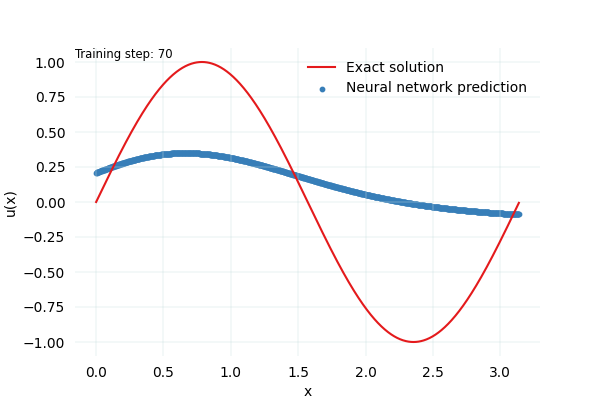 Training step: 70
Exact solution
Neural network prediction
1.00
0.75
0.50
0.25
0.00
−0.25
−0.50
−0.75
−1.00
u(x)
0.0 0.5 1.0 1.5 2.0 2.5 3.0
x